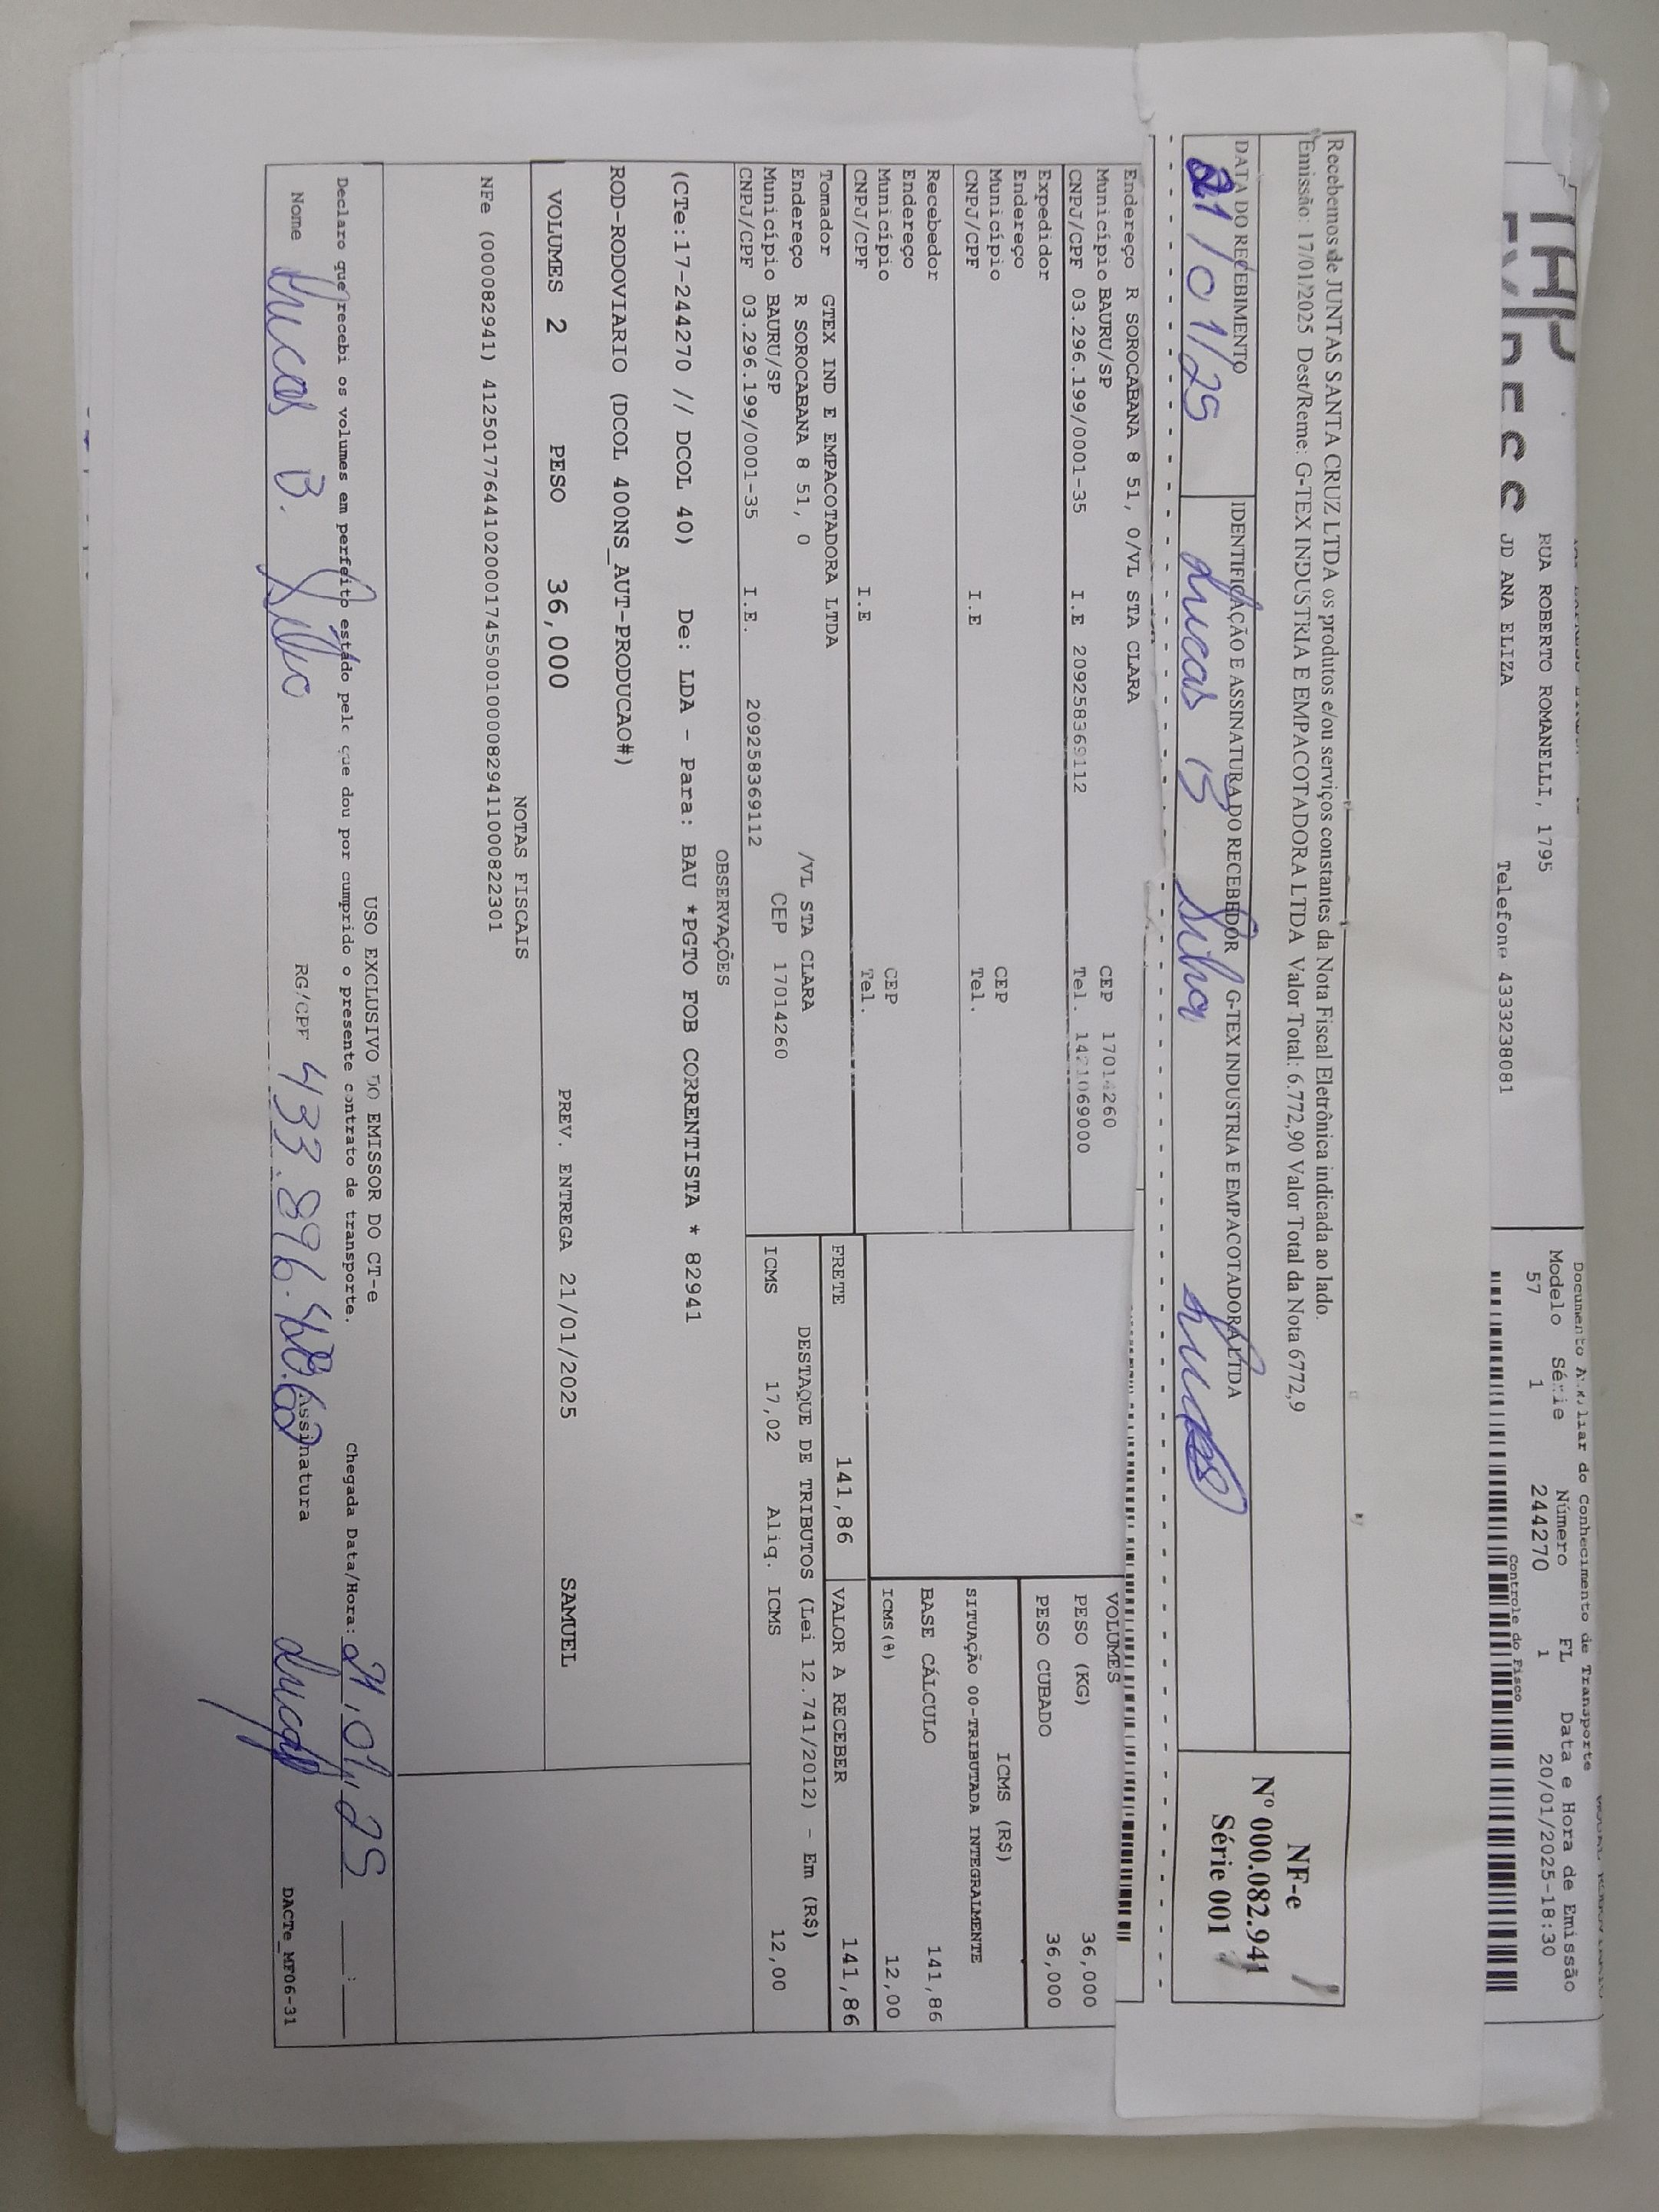 RUA ROBERTO ROMANELLI, 1795
JD ANA ELIZA
Telefone 4333238081
Documento Auxiliar do Conhecimento de Transporte
Modelo Série Número FL Data e Hora de Emissão
57 1 244270 1 20/01/2025-18:30
Controle do Fisco
Recebemos de JUNTAS SANTA CRUZ LTDA os produtos e/ou serviços constantes da Nota Fiscal Eletrônica indicada ao lado.
Emissão: 17/01/2025 Dest/Reme: G-TEX INDUSTRIA E EMPACOTADORA LTDA Valor Total: 6.772,90 Valor Total da Nota 6772,9
DATA DO RECEBIMENTO
21/01/25
IDENTIFICAÇÃO E ASSINATURA DO RECEBEDOR G-TEX INDUSTRIA E EMPACOTADORA LTDA
Lucas B Silva Lucas
NF-e
Nº 000.082.941
Série 001
Endereço R SOROCABANA 8 51, 0/VL STA CLARA
Município BAURU/SP CEP 17014260
CNPJ/CPF 03.296.199/0001-35 I.E 209258369112 Tel. 1421069000
Expedidor
Endereço
Município CEP
CNPJ/CPF I.E Tel.
Recebedor
Endereço
Município CEP
CNPJ/CPF I.E Tel.
Tomador GTEX IND E EMPACOTADORA LTDA
Endereço R SOROCABANA 8 51, 0 /VL STA CLARA
Município BAURU/SP CEP 17014260
CNPJ/CPF 03.296.199/0001-35 I.E. 209258369112
VOLUMES
PESO (KG) 36,000
PESO CUBADO 36,000
ICMS (R$)
SITUAÇÃO 00-TRIBUTADA INTEGRALMENTE
BASE CÁLCULO 141,86
ICMS(%) 12,00
FRETE 141,86 VALOR A RECEBER 141,86
DESTAQUE DE TRIBUTOS (Lei 12.741/2012) - Em (R$)
ICMS 17,02 Aliq. ICMS 12,00
OBSERVAÇÕES
(CTe:17-244270 // DCOL 40) De: LDA - Para: BAU *PGTO FOB CORRENTISTA * 82941
ROD-RODOVIARIO (DCOL 400NS_AUT-PRODUCAO#)
VOLUMES 2 PESO 36,000 PREV. ENTREGA 21/01/2025 SAMUEL
NOTAS FISCAIS
NFe (000082941) 41250177644102000174550010000829411000822301
USO EXCLUSIVO DO EMISSOR DO CT-e
Declaro que recebi os volumes em perfeito estado pelo que dou por cumprido o presente contrato de transporte. Chegada Data/Hora: 21/01/25 :
Nome Lucas B. Silva RG/CPF 433.896. Assinatura Lucas
DACTe_MF06-31